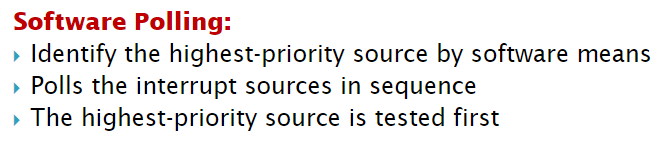 Software Polling:
Identify the highest-priority source by software means
Polls the interrupt sources in sequence
The highest-priority source is tested first